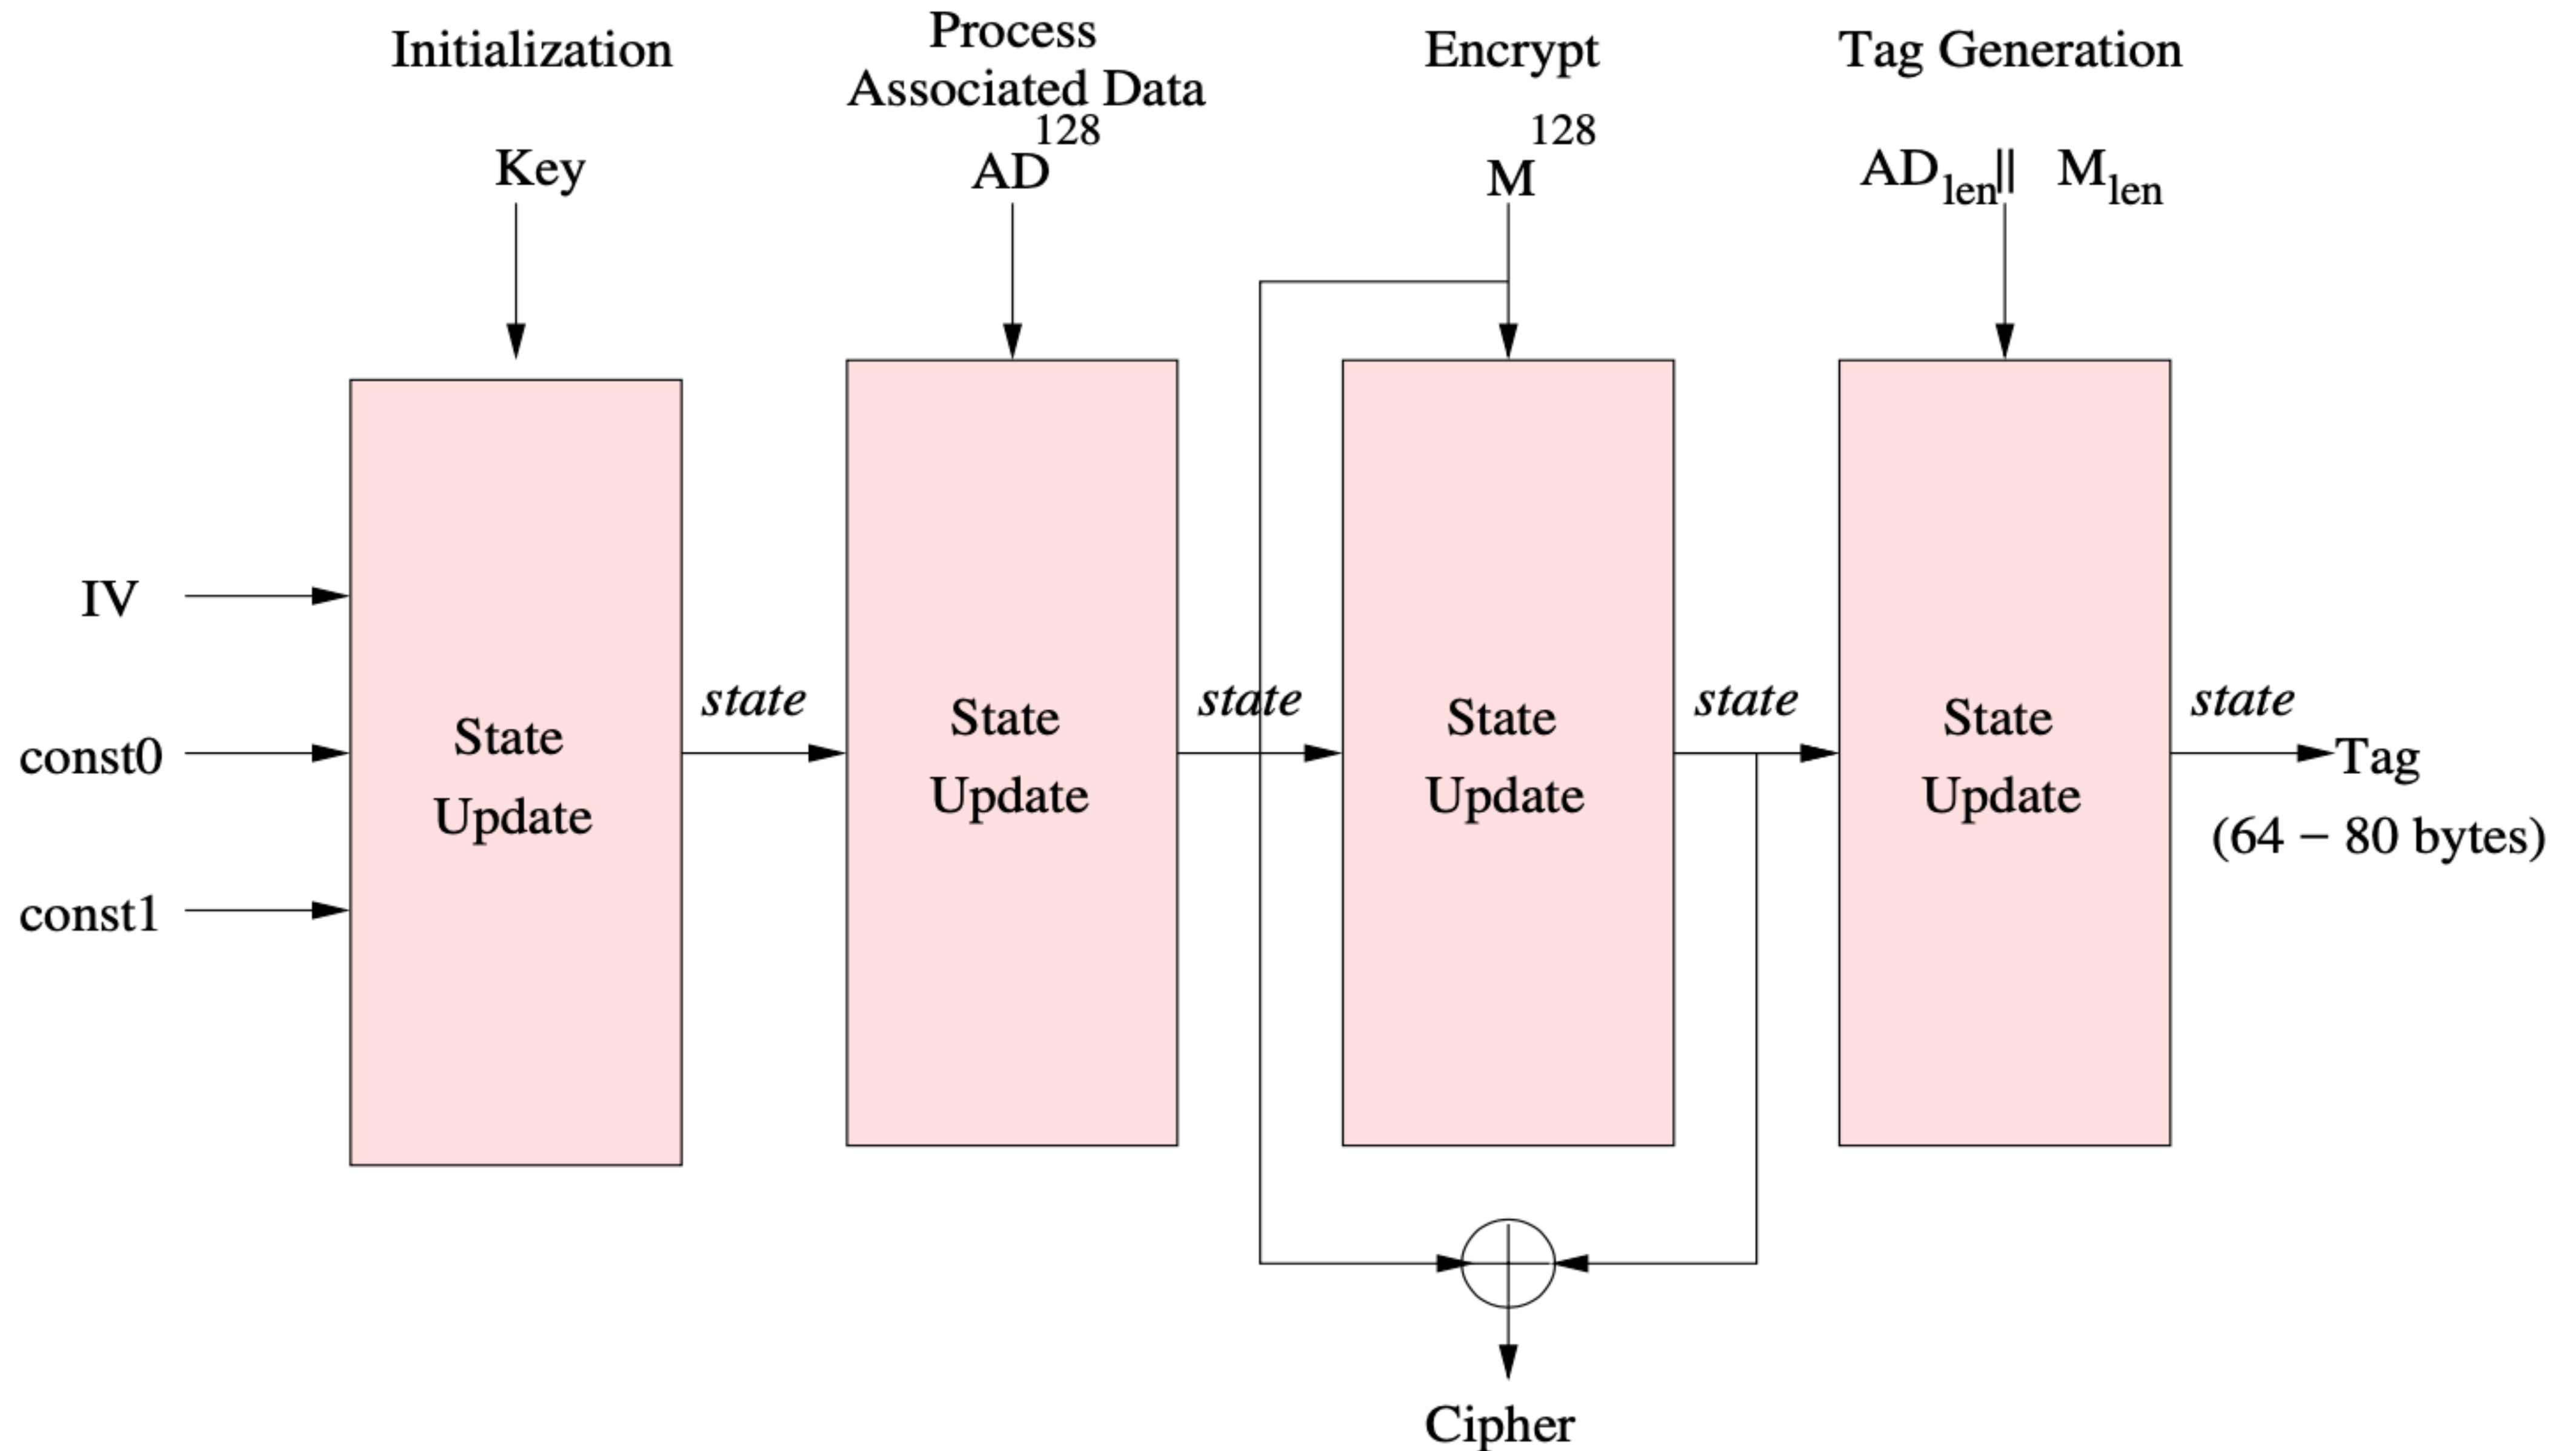 Initialization
Process
Associated Data
Encrypt
Tag Generation
128
128
Key
AD
M
AD len || M len
IV
const0
const1
State
Update
state
State
Update
state
State
Update
state
State
Update
state
Tag
(64 – 80 bytes)
Cipher